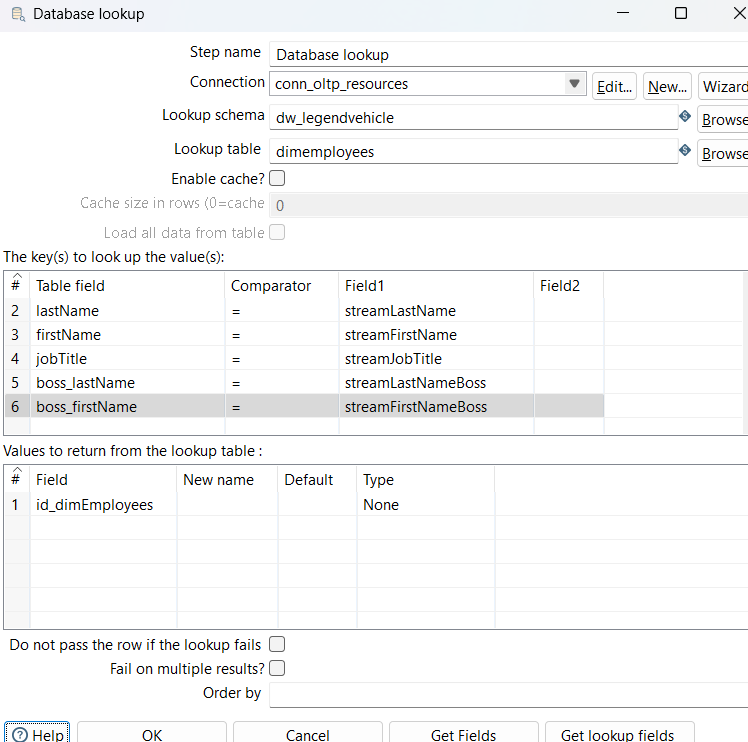 Database lookup
Step name Database lookup
Connection conn_oltp_resources Edit... New... Wizard
Lookup schema dw_legendvehicle Browse
Lookup table dimemployees Browse
Enable cache?
Cache size in rows (0=cache 0
Load all data from table
The key(s) to look up the value(s):
# Table field Comparator Field1 Field2
2 lastName = streamLastName
3 firstName = streamFirstName
4 jobTitle = streamJobTitle
5 boss_lastName = streamLastNameBoss
6 boss_firstName = streamFirstNameBoss
Values to return from the lookup table :
# Field New name Default Type
1 id_dimEmployees None
Do not pass the row if the lookup fails
Fail on multiple results?
Order by
Help OK Cancel Get Fields Get lookup fields